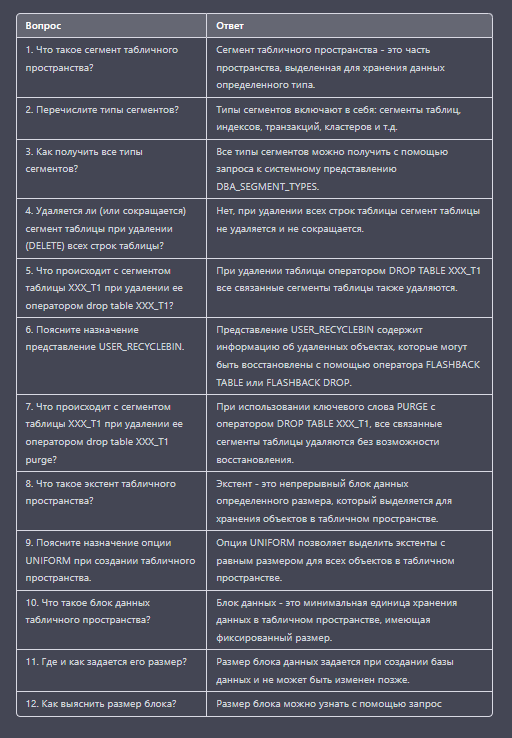 Вопрос
Ответ
1. Что такое сегмент табличного
пространства?
Сегмент табличного пространства - это часть
пространства, выделенная для хранения данных
определенного типа.
2. Перечислите типы сегментов?
Типы сегментов включают в себя: сегменты таблиц,
индексов, транзакций, кластеров и т.д.
3. Как получить все типы
сегментов?
Все типы сегментов можно получить с помощью
запроса к системному представлению
DBA_SEGMENT_TYPES.
4. Удаляется ли (или сокращается)
сегмент таблицы при удалении
(DELETE) всех строк таблицы?
Нет, при удалении всех строк таблицы сегмент таблицы
не удаляется и не сокращается.
5. Что происходит с сегментом
таблицы XXX_T1 при удалении ее
оператором drop table XXX_T1?
При удалении таблицы оператором DROP TABLE XXX_T1
все связанные сегменты таблицы также удаляются.
6. Поясните назначение
представление USER_RECYCLEBIN.
Представление USER_RECYCLEBIN содержит
информацию об удаленных объектах, которые могут
быть восстановлены с помощью оператора FLASHBACK
TABLE или FLASHBACK DROP.
7. Что происходит с сегментом
таблицы XXX_T1 при удалении ее
оператором drop table XXX_T1
purge?
При использовании ключевого слова PURGE с
оператором DROP TABLE XXX_T1, все связанные
сегменты таблицы удаляются без возможности
восстановления.
8. Что такое экстент табличного
пространства?
Экстент - это непрерывный блок данных
определенного размера, который выделяется для
хранения объектов в табличном пространстве.
9. Поясните назначение опции
UNIFORM при создании табличного
пространства.
Опция UNIFORM позволяет выделить экстенты с
равным размером для всех объектов в табличном
пространстве.
10. Что такое блок данных
табличного пространства?
Блок данных - это минимальная единица хранения
данных в табличном пространстве, имеющая
фиксированный размер.
11. Где и как задается его размер?
Размер блока данных задается при создании базы
данных и не может быть изменен позже.
12. Как выяснить размер блока?
Размер блока можно узнать с помощью запрос